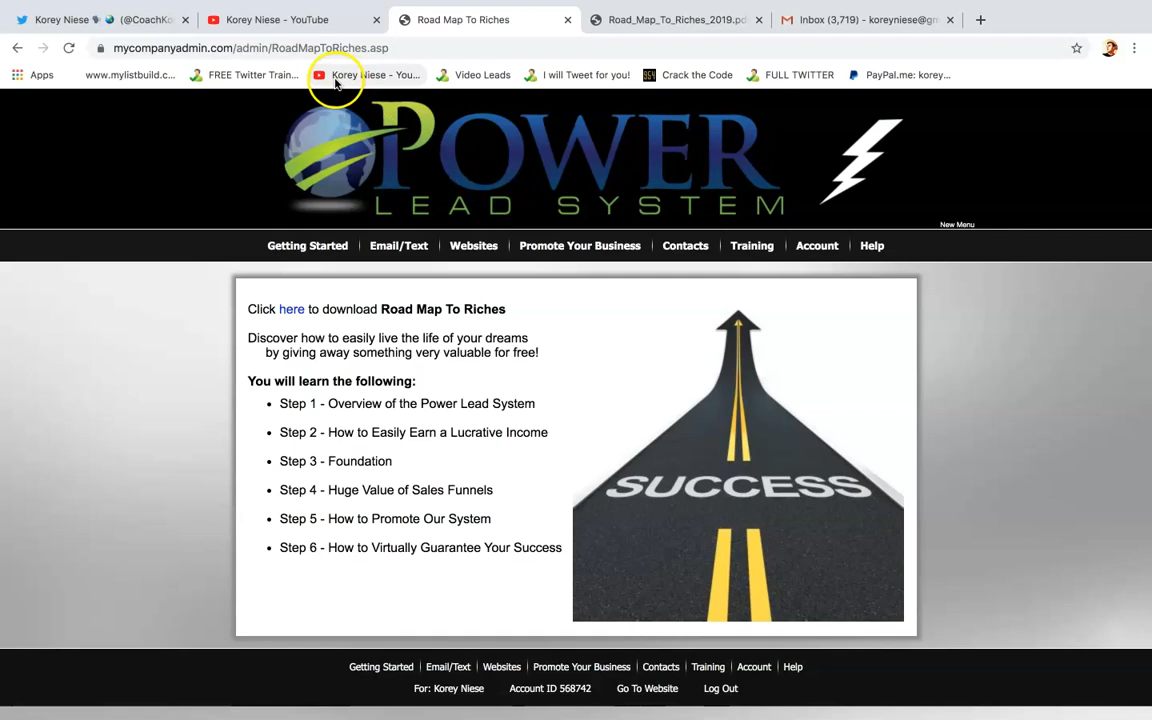 Korey Niese (@CoachKo
Korey Niese - YouTube
Road Map To Riches
Road_Map_To_Riches_2019.pd
Inbox (3,719) - koreyniese@gm
mycompanyadmin.com/admin/RoadMapToRiches.asp
Apps
www.mylistbuild.c...
FREE Twitter Train...
Korey Niese - You...
Video Leads
I will Tweet for you!
Crack the Code
FULL TWITTER
PayPal.me: korey...
POWER
LEAD SYSTEM
New Menu
Getting Started | Email/Text | Websites | Promote Your Business | Contacts | Training | Account | Help
Click here to download Road Map To Riches
Discover how to easily live the life of your dreams
by giving away something very valuable for free!
You will learn the following:
• Step 1 - Overview of the Power Lead System
• Step 2 - How to Easily Earn a Lucrative Income
• Step 3 - Foundation
• Step 4 - Huge Value of Sales Funnels
• Step 5 - How to Promote Our System
• Step 6 - How to Virtually Guarantee Your Success
SUCCESS
Getting Started | Email/Text | Websites | Promote Your Business | Contacts | Training | Account | Help
For: Korey Niese Account ID 568742 Go To Website Log Out